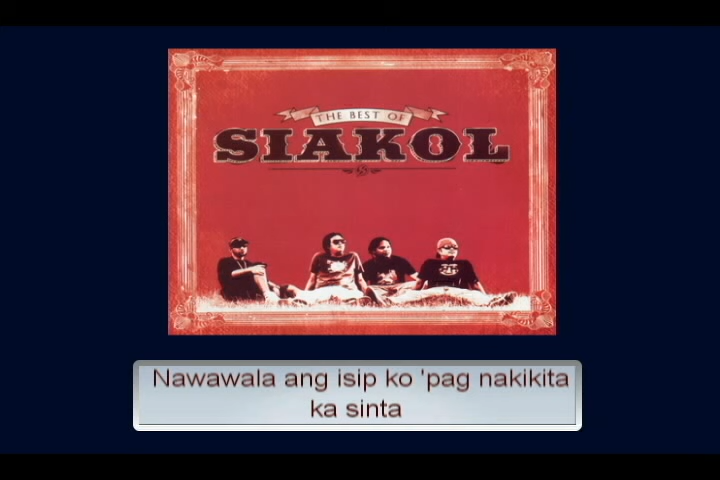 THE BEST OF
SIAKOL
Nawawala ang isip ko 'pag nakikita
ka sinta